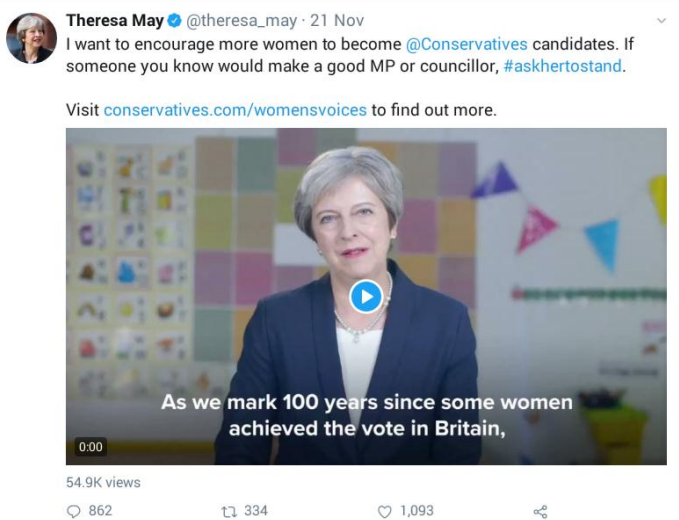 Theresa May @theresa_may · 21 Nov
I want to encourage more women to become @Conservatives candidates. If
someone you know would make a good MP or councillor, #askhertostand.
Visit conservatives.com/womensvoices to find out more.
As we mark 100 years since some women
achieved the vote in Britain,
0:00
54.9K views
862 334 1,093